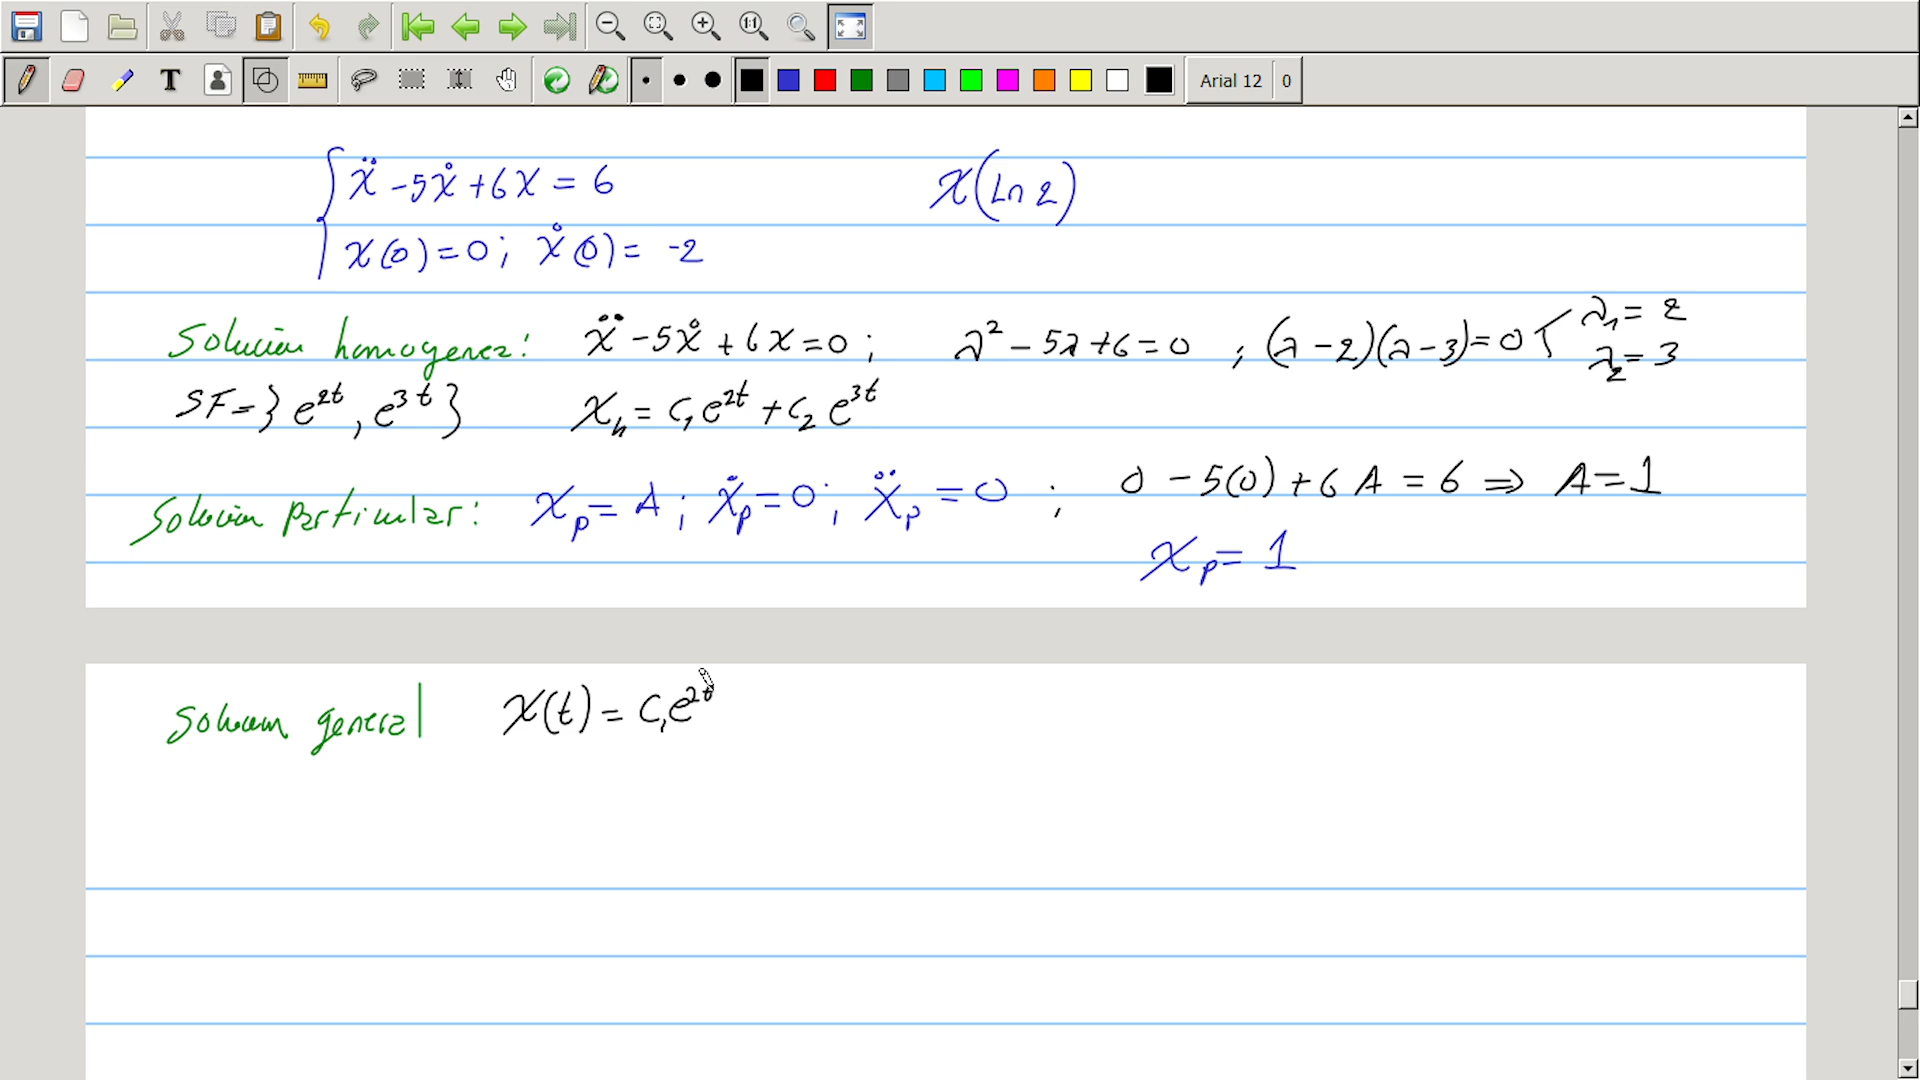 T Arial 12 0
ẍ - 5ẋ + 6x = 6 x(Ln 2)
x(0) = 0; ẋ(0) = -2
Solución homogenea: ẍ - 5ẋ + 6x = 0; λ² - 5λ + 6 = 0; (λ - 2)(λ - 3) = 0 λ₁ = 2
λ₂ = 3
SF = {e^{2t}, e^{3t}} x_h = c₁e^{2t} + c₂e^{3t}
Solución Particular: x_p = A; ẋ_p = 0; ẍ_p = 0; 0 - 5(0) + 6A = 6 ⇒ A = 1
x_p = 1
Solución general x(t) = c₁e^{2t}